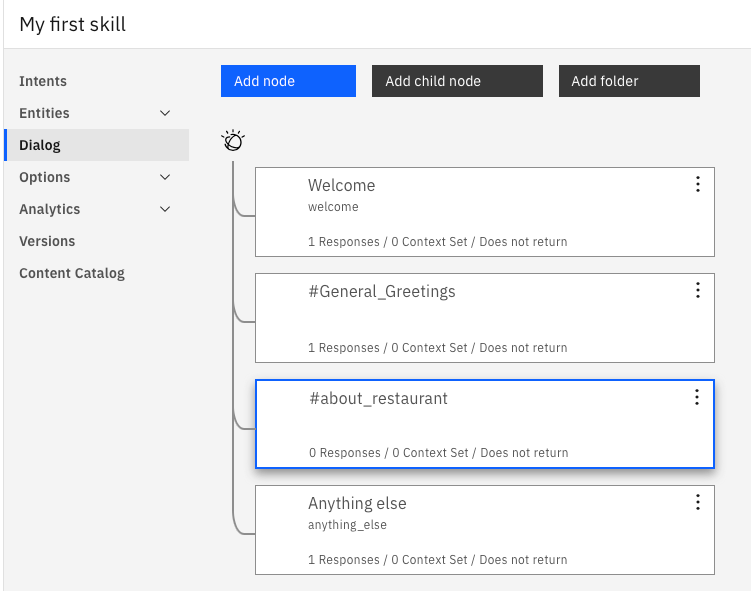 My first skill
Intents
Entities
Dialog
Options
Analytics
Versions
Content Catalog
Add node
Add child node
Add folder
Welcome
welcome
1 Responses / 0 Context Set / Does not return
#General_Greetings
1 Responses / 0 Context Set / Does not return
#about_restaurant
0 Responses / 0 Context Set / Does not return
Anything else
anything_else
1 Responses / 0 Context Set / Does not return